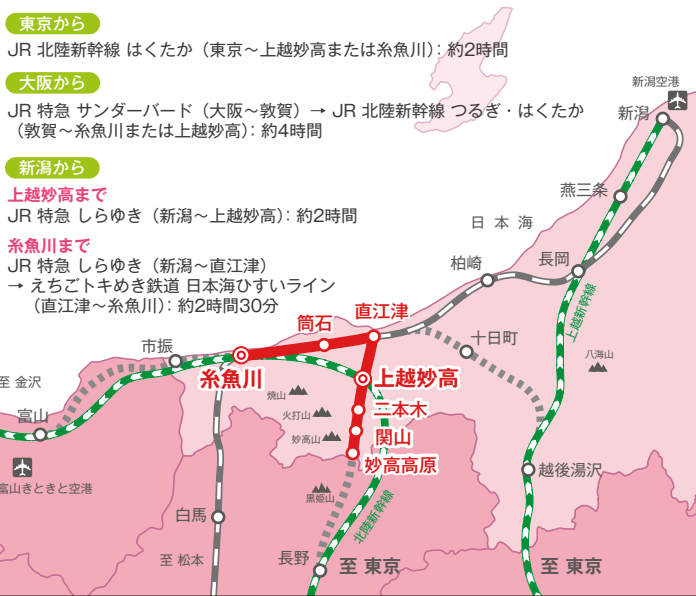 東京から
JR 北陸新幹線 はくたか（東京～上越妙高または糸魚川）：約2時間
大阪から
JR 特急 サンダーバード（大阪～敦賀）→ JR 北陸新幹線 つるぎ・はくたか
（敦賀～糸魚川または上越妙高）：約4時間
新潟から
上越妙高まで
JR 特急 しらゆき（新潟～上越妙高）：約2時間
糸魚川まで
JR 特急 しらゆき（新潟～直江津）
→ えちごトキめき鉄道 日本海ひすいライン
（直江津～糸魚川）：約2時間30分
新潟空港
新潟
燕三条
日本海
長岡
柏崎
上越新幹線
直江津
筒石
十日町
市振
八海山
糸魚川
上越妙高
至 金沢
焼山
二本木
火打山
富山
関山
妙高山
妙高高原
越後湯沢
富山きときと空港
黒姫山
白馬
北陸新幹線
至 松本
長野
至 東京
至 東京